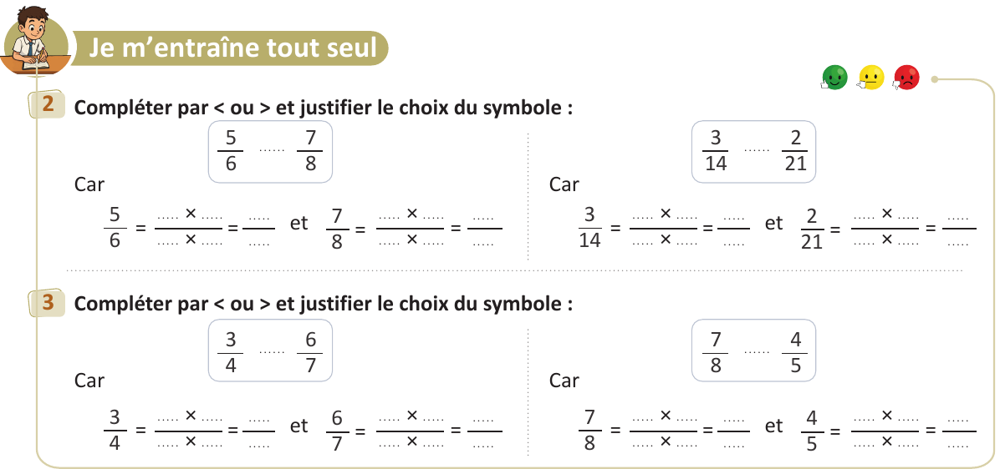 Je m'entraîne tout seul
2 Compléter par < ou > et justifier le choix du symbole :
5/6 ...... 7/8
Car
5/6 = ..... × ..... / ..... × ..... = ..... / ..... et 7/8 = ..... × ..... / ..... × ..... = ..... / .....
3/14 ...... 2/21
Car
3/14 = ..... × ..... / ..... × ..... = ..... / ..... et 2/21 = ..... × ..... / ..... × ..... = ..... / .....
3 Compléter par < ou > et justifier le choix du symbole :
3/4 ...... 6/7
Car
3/4 = ..... × ..... / ..... × ..... = ..... / ..... et 6/7 = ..... × ..... / ..... × ..... = ..... / .....
7/8 ...... 4/5
Car
7/8 = ..... × ..... / ..... × ..... = ..... / ..... et 4/5 = ..... × ..... / ..... × ..... = ..... / .....